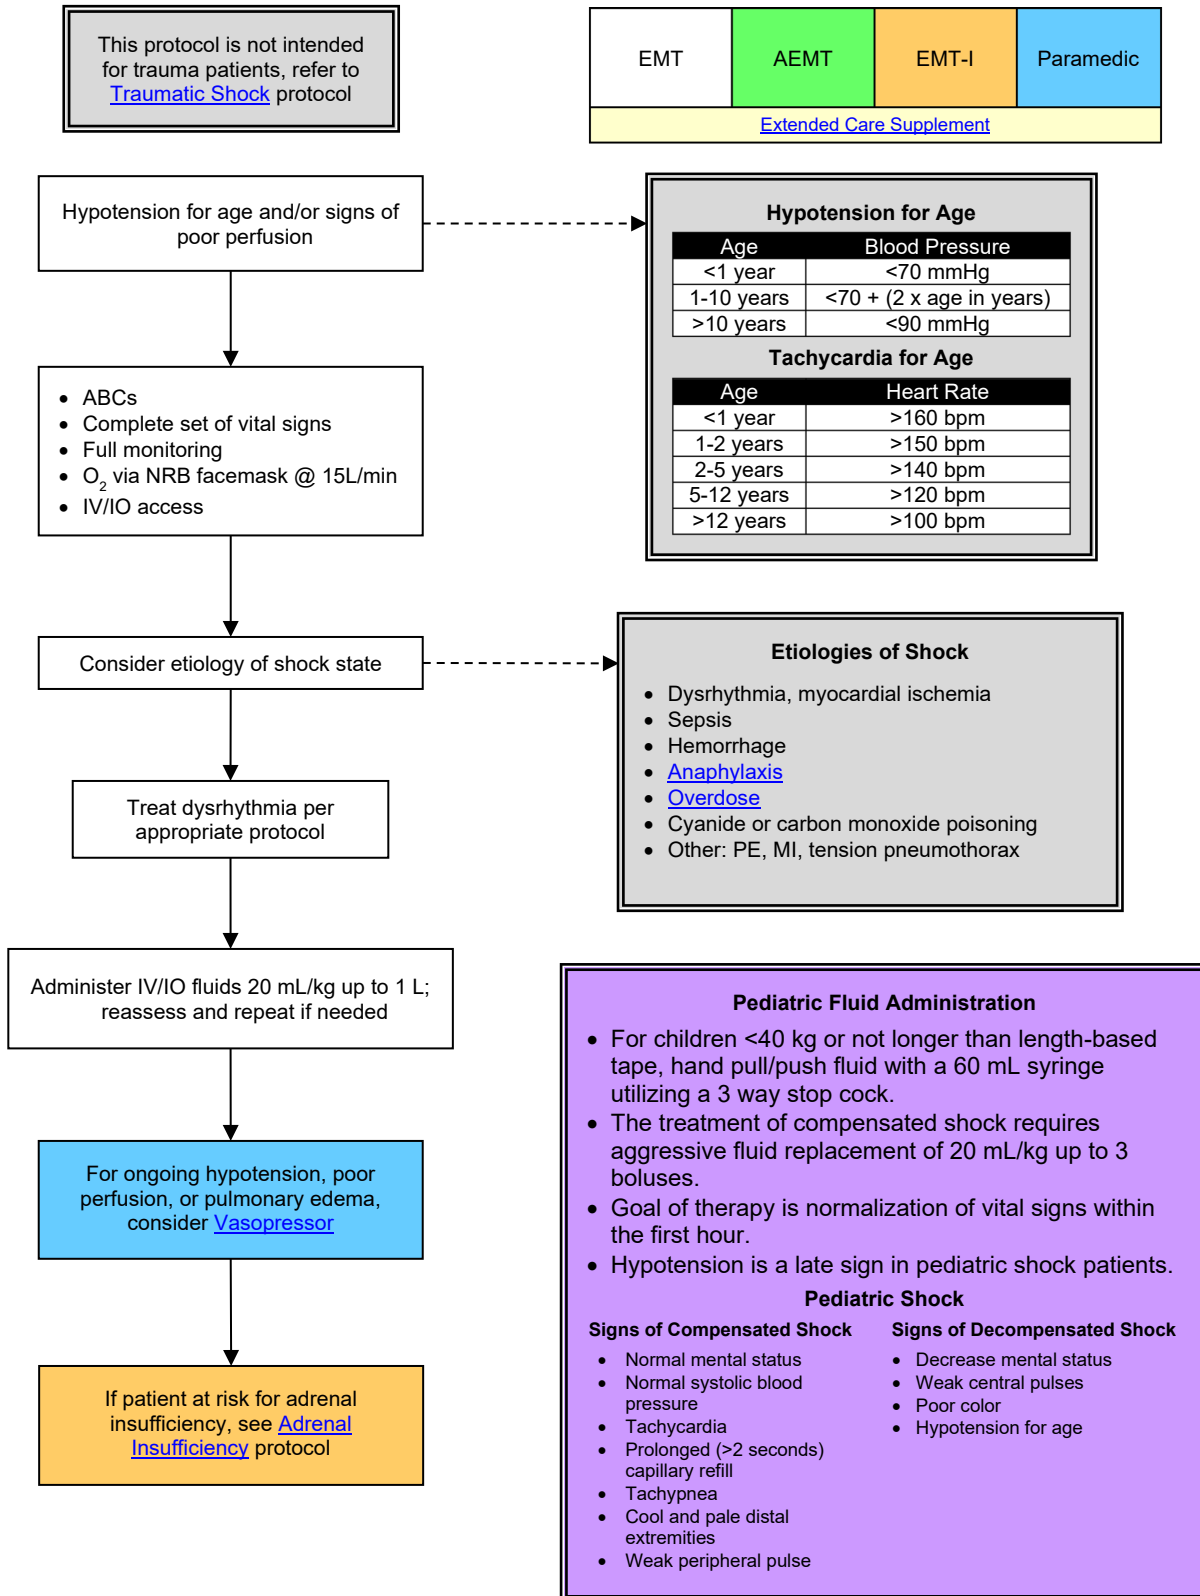 This protocol is not intended
for trauma patients, refer to
Traumatic Shock protocol
EMT
AEMT
EMT-I
Paramedic
Extended Care Supplement
Hypotension for age and/or signs of
poor perfusion
Hypotension for Age
Age Blood Pressure
<1 year <70 mmHg
1-10 years <70 + (2 x age in years)
>10 years <90 mmHg
Tachycardia for Age
Age Heart Rate
<1 year >160 bpm
1-2 years >150 bpm
2-5 years >140 bpm
5-12 years >120 bpm
>12 years >100 bpm
• ABCs
• Complete set of vital signs
• Full monitoring
• O2 via NRB facemask @ 15L/min
• IV/IO access
Consider etiology of shock state
Etiologies of Shock
• Dysrhythmia, myocardial ischemia
• Sepsis
• Hemorrhage
• Anaphylaxis
• Overdose
• Cyanide or carbon monoxide poisoning
• Other: PE, MI, tension pneumothorax
Treat dysrhythmia per
appropriate protocol
Administer IV/IO fluids 20 mL/kg up to 1 L;
reassess and repeat if needed
For ongoing hypotension, poor
perfusion, or pulmonary edema,
consider Vasopressor
If patient at risk for adrenal
insufficiency, see Adrenal
Insufficiency protocol
Pediatric Fluid Administration
• For children <40 kg or not longer than length-based
tape, hand pull/push fluid with a 60 mL syringe
utilizing a 3 way stop cock.
• The treatment of compensated shock requires
aggressive fluid replacement of 20 mL/kg up to 3
boluses.
• Goal of therapy is normalization of vital signs within
the first hour.
• Hypotension is a late sign in pediatric shock patients.
Pediatric Shock
Signs of Compensated Shock
• Normal mental status
• Normal systolic blood
pressure
• Tachycardia
• Prolonged (>2 seconds)
capillary refill
• Tachypnea
• Cool and pale distal
extremities
• Weak peripheral pulse
Signs of Decompensated Shock
• Decrease mental status
• Weak central pulses
• Poor color
• Hypotension for age